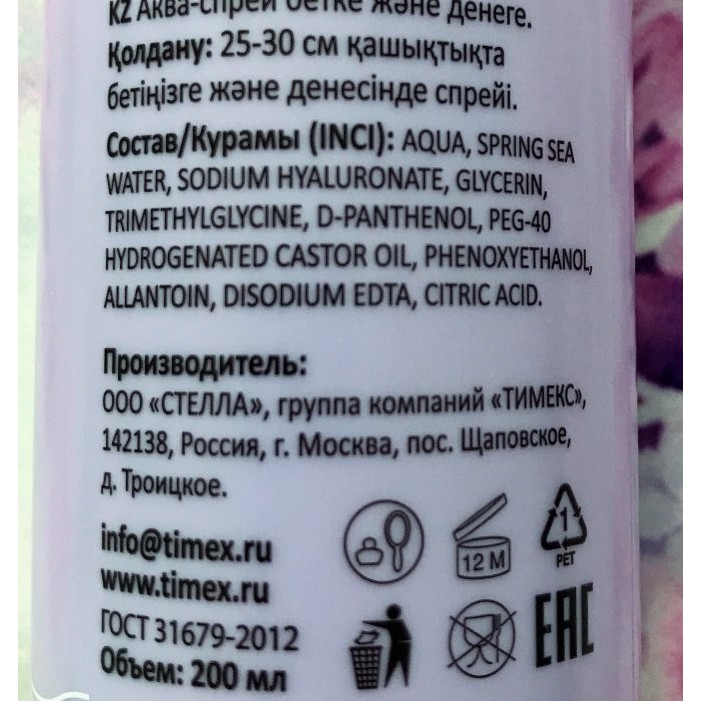 KZ Аква-спрей бетке және денеге.
Қолдану: 25-30 см қашықтықта
бетіңізге және денесінде спрейі.
Состав/Курамы (INCI): AQUA, SPRING SEA
WATER, SODIUM HYALURONATE, GLYCERIN,
TRIMETHYLGLYCINE, D-PANTHENOL, PEG-40
HYDROGENATED CASTOR OIL, PHENOXYETHANOL,
ALLANTOIN, DISODIUM EDTA, CITRIC ACID.
Производитель:
ООО «СТЕЛЛА», группа компаний «ТИМЕКС»,
142138, Россия, г. Москва, пос. Щаповское,
д. Троицкое.
info@timex.ru
www.timex.ru
ГОСТ 31679-2012
Объем: 200 мл
12 M
1
PET
EAC